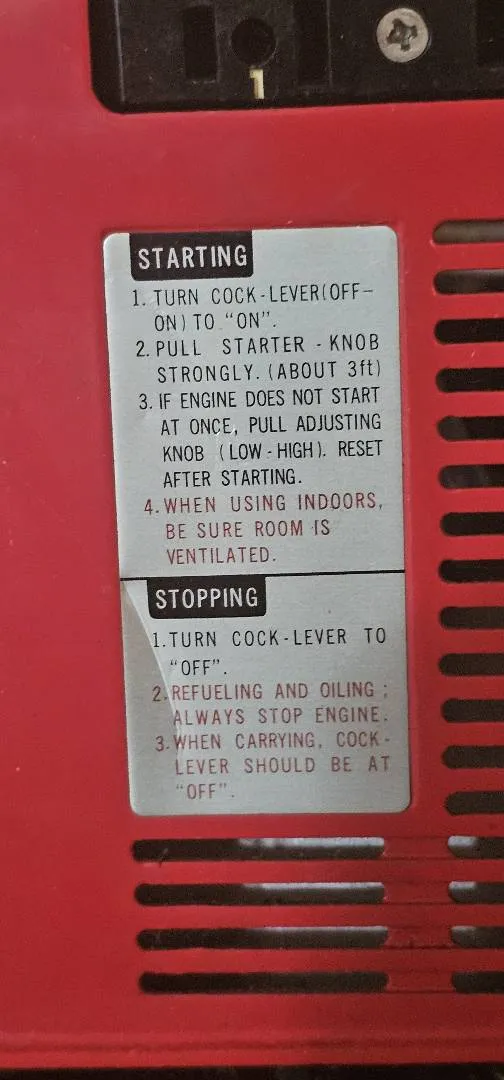 1
STARTING
1. TURN COCK-LEVER(OFF-
ON) TO "ON".
2. PULL STARTER - KNOB
STRONGLY. (ABOUT 3ft)
3. IF ENGINE DOES NOT START
AT ONCE, PULL ADJUSTING
KNOB (LOW-HIGH). RESET
AFTER STARTING.
4. WHEN USING INDOORS,
BE SURE ROOM IS
VENTILATED.
STOPPING
1. TURN COCK-LEVER TO
"OFF".
2. REFUELING AND OILING ;
ALWAYS STOP ENGINE.
3. WHEN CARRYING, COCK-
LEVER SHOULD BE AT
"OFF".